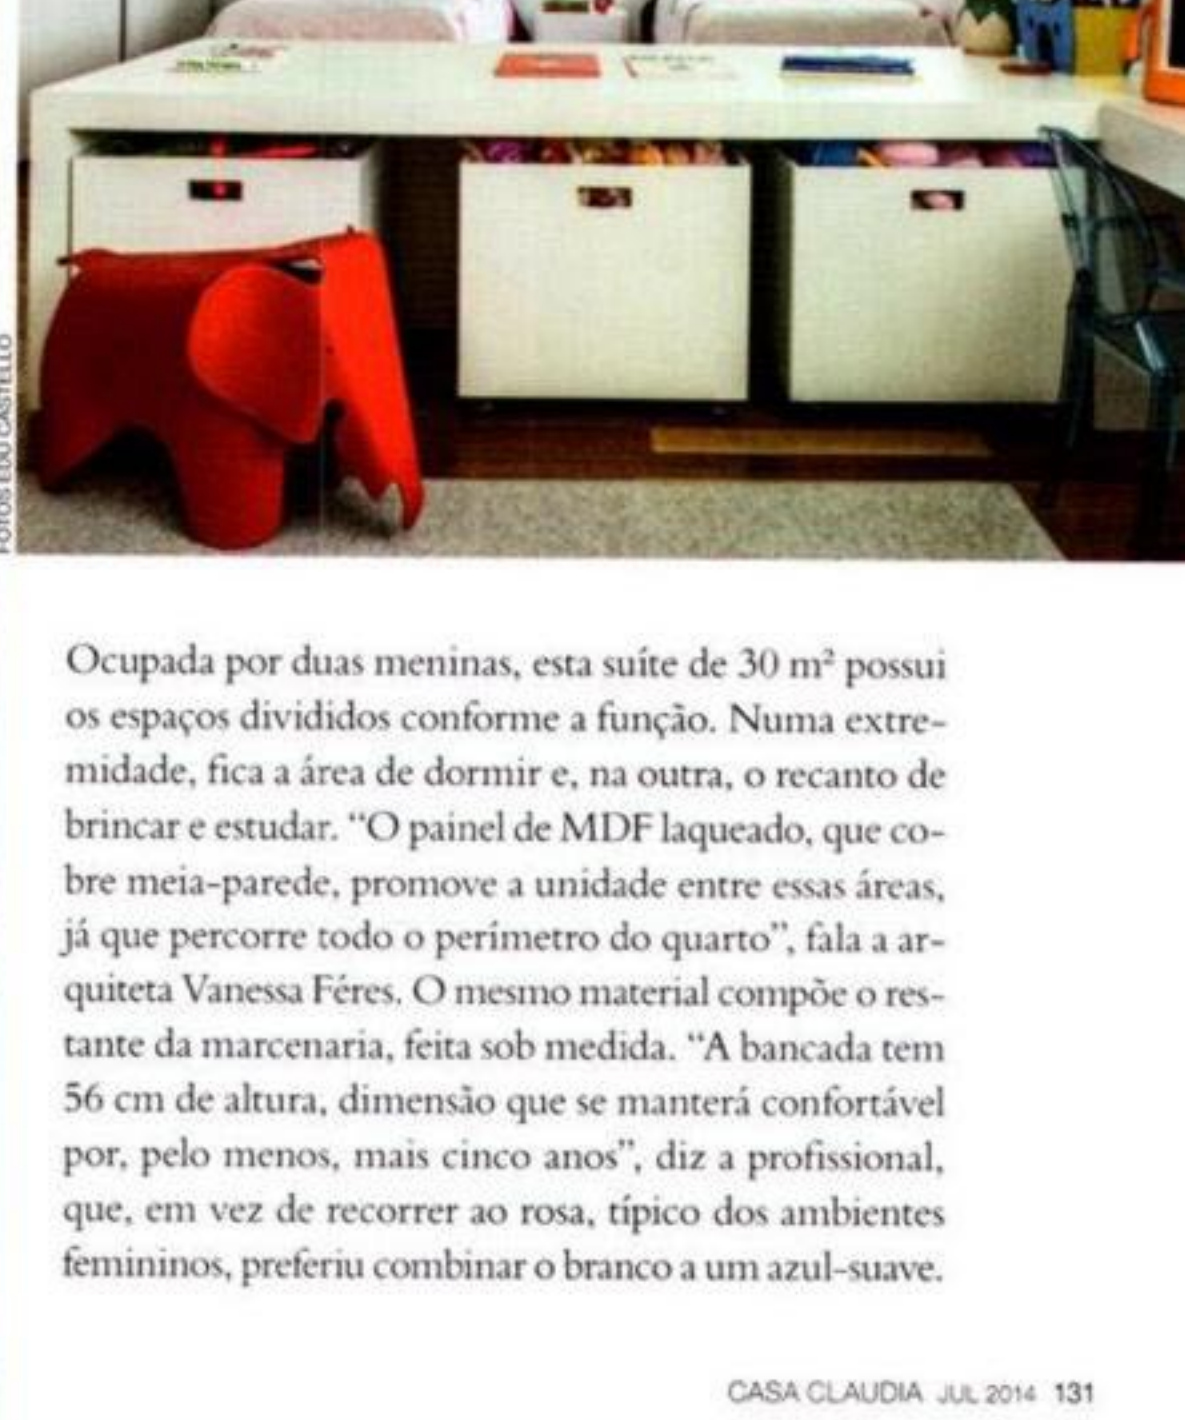 FOTOS EDU CASTELLO
Ocupada por duas meninas, esta suíte de 30 m² possui
os espaços divididos conforme a função. Numa extre-
midade, fica a área de dormir e, na outra, o recanto de
brincar e estudar. “O painel de MDF laqueado, que co-
bre meia-parede, promove a unidade entre essas áreas,
já que percorre todo o perímetro do quarto”, fala a ar-
quiteta Vanessa Féres. O mesmo material compõe o res-
tante da marcenaria, feita sob medida. “A bancada tem
56 cm de altura, dimensão que se manterá confortável
por, pelo menos, mais cinco anos”, diz a profissional,
que, em vez de recorrer ao rosa, típico dos ambientes
femininos, preferiu combinar o branco a um azul-suave.
CASA CLAUDIA JUL 2014 131